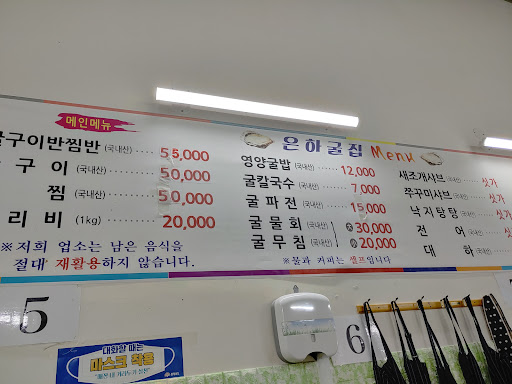 메인메뉴
은하굴집 Menu
굴구이반찜반 (국내산) ····· 55,000
구이 (국내산) ····· 50,000
찜 (국내산) ····· 50,000
리비 (1kg) ····· 20,000
※저희 업소는 남은 음식을
절대 재활용하지 않습니다.
영양굴밥 (국내산) ···· 12,000
굴칼국수 (국내산) ···· 7,000
굴파전 (국내산) ···· 15,000
굴물회 (국내산) 30,000
굴무침 (국내산) 20,000
※물과 커피는 셀프입니다
새조개샤브 (국내산) ··· 싯가
쭈꾸미샤브 (국내산) ··· 싯가
낙지탕탕 (국내산) ···· 싯가
전어 (국내산) ····
대하 (국내산) ····
5
6
대화할 때는
마스크 착용